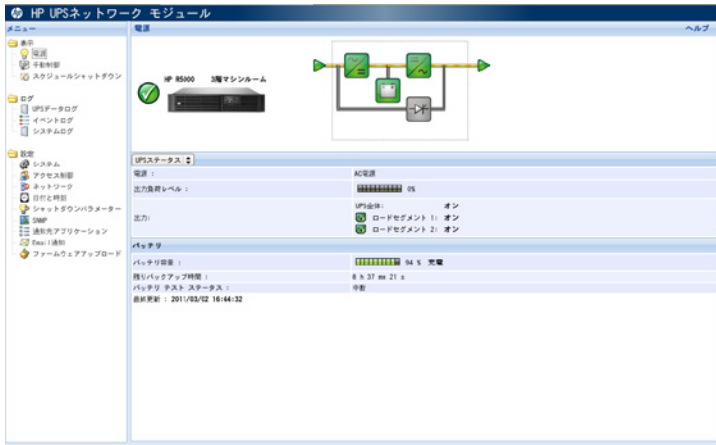 HP UPSネットワーク モジュール
メニュー
表示
電源
手動制御
スケジュールシャットダウン
ログ
UPSデータログ
イベントログ
システムログ
設定
システム
アクセス制御
ネットワーク
日付と時刻
シャットダウンパラメーター
SNMP
通知先アプリケーション
Email通知
ファームウェアアップロード
電源 ヘルプ
HP R5000 3階マシンルーム
UPSステータス
電源 : AC電源
出力負荷レベル : 0%
出力: UPS全体: オン
ロードセグメント 1: オン
ロードセグメント 2: オン
バッテリ
バッテリ容量 : 94 % 充電
残りバックアップ時間 : 8 h 37 mn 21 s
バッテリ テスト ステータス : 中断
最終更新 : 2011/03/02 16:44:32